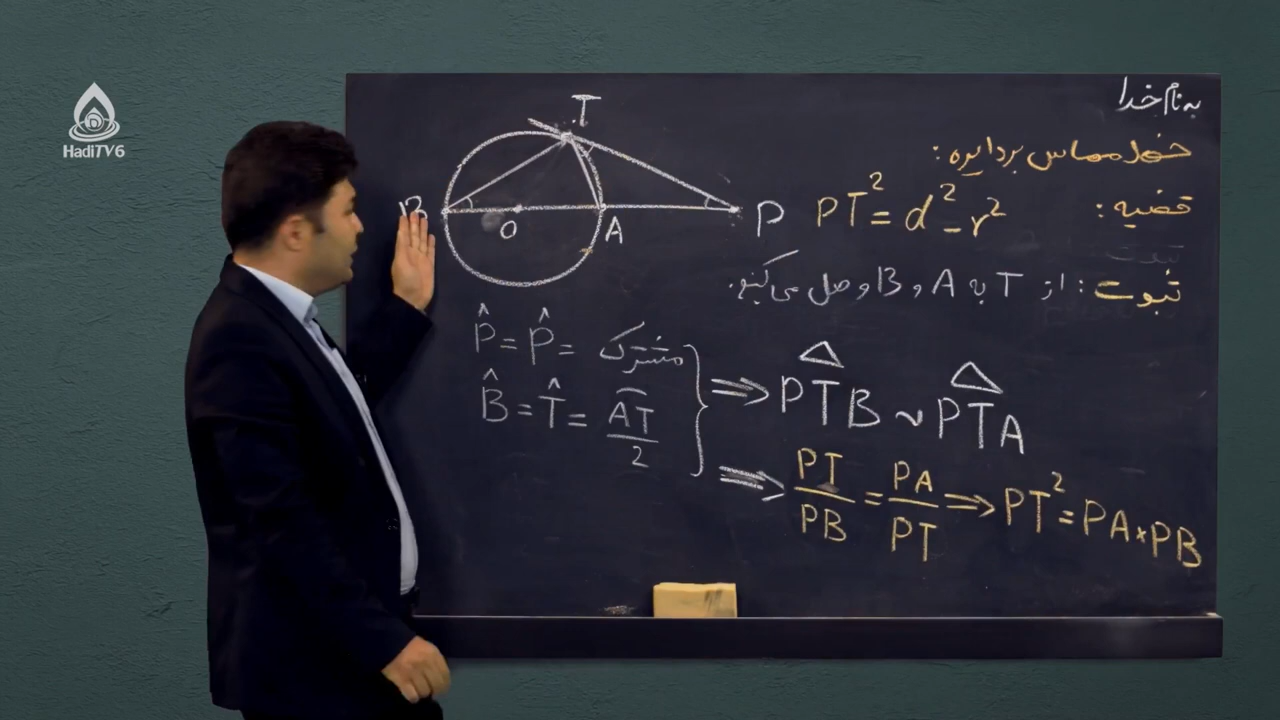 HadiTV6
به نام خدا
خط مماس بر دایره:
قضیه: PT² = d² - r²
ثبوت: از T به A و B وصل می‌کنیم.
T
B
O
A
P
P̂ = P̂ = مشترک
B̂ = T̂ = AT/2
⇒ PTB ~ PTA
⇒ PT/PB = PA/PT ⇒ PT² = PA × PB